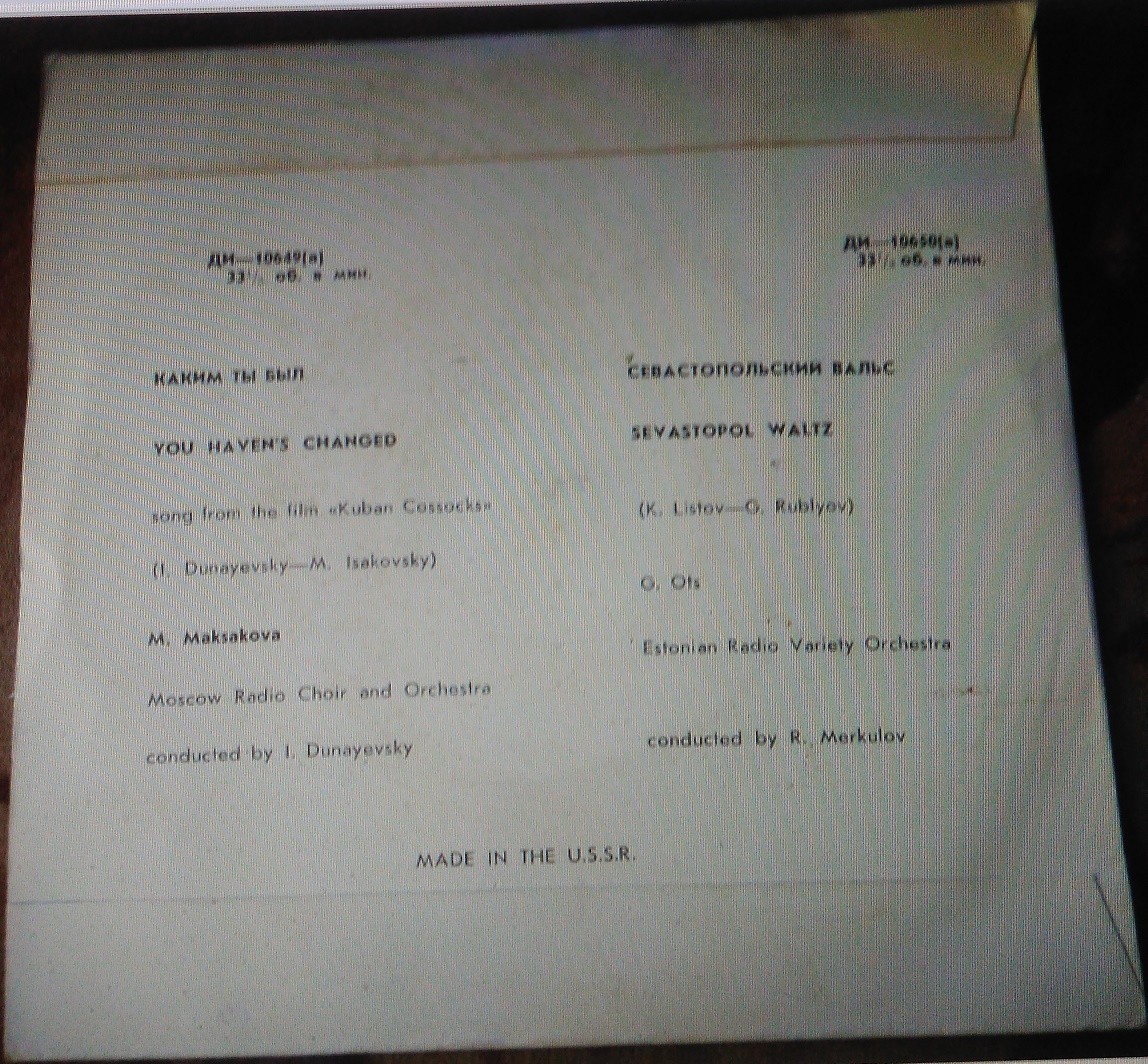 ДИ—10649(а)
33⅓ об. в мин.
КАКИМ ТЫ БЫЛ
YOU HAVEN'S CHANGED
song from the film «Kuban Cossocks»
(I. Dunayevsky—M. Isakovsky)
M. Maksakova
Moscow Radio Choir and Orchestra
conducted by I. Dunayevsky
ДИ—10650(а)
33⅓ об. в мин.
СЕВАСТОПОЛЬСКИЙ ВАЛЬС
SEVASTOPOL WALTZ
(K. Listov—G. Rublyov)
G. Ots
Estonian Radio Variety Orchestra
conducted by R. Merkulov
MADE IN THE U.S.S.R.